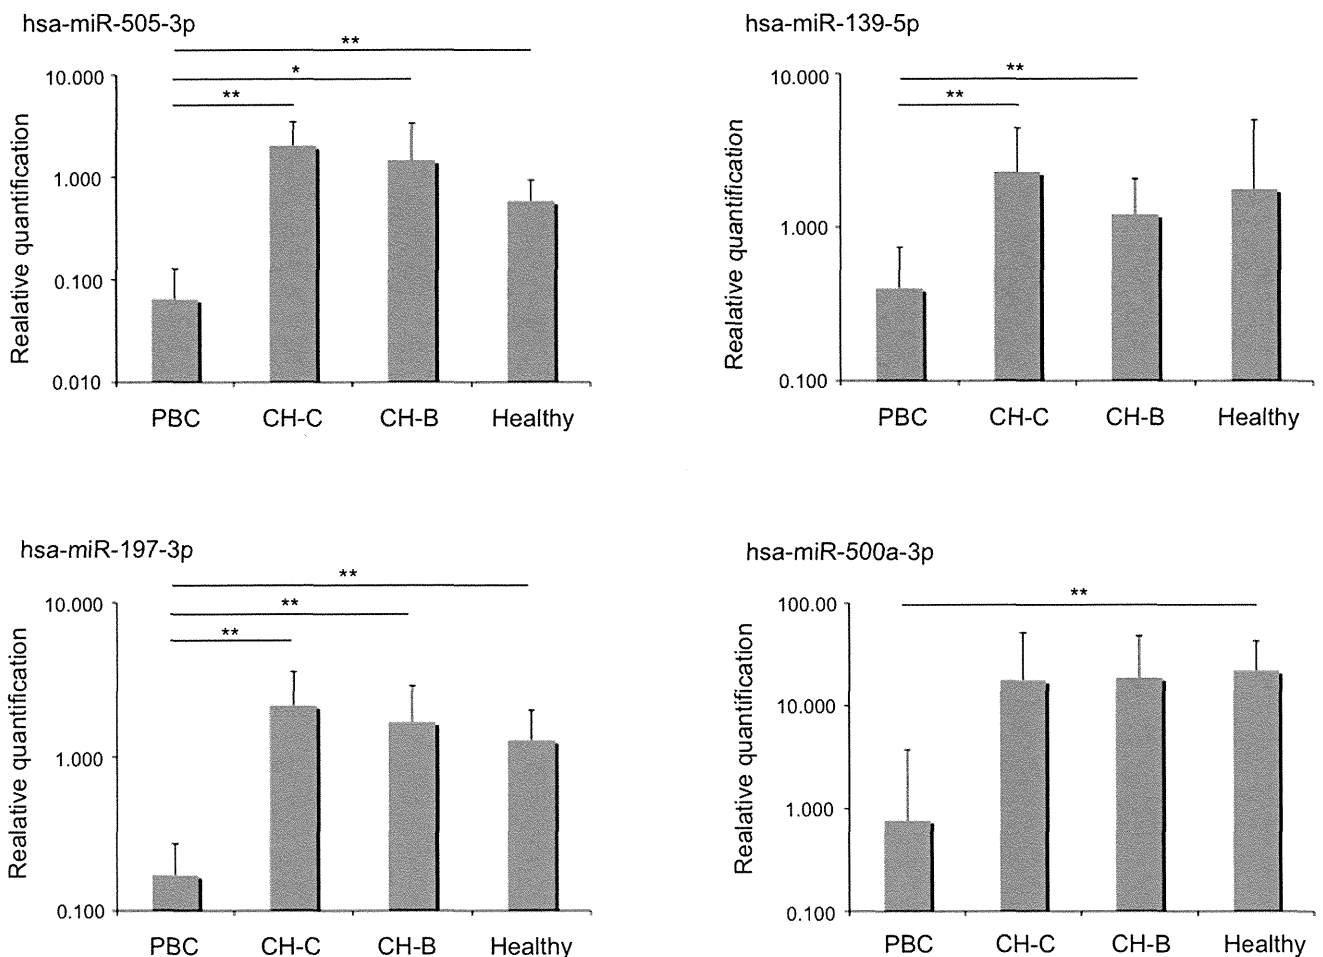 hsa-miR-505-3p
**
*
**
10.000
1.000
0.100
0.010
Realative quantification
PBC CH-C CH-B Healthy
hsa-miR-139-5p
**
**
10.000
1.000
0.100
Realative quantification
PBC CH-C CH-B Healthy
hsa-miR-197-3p
**
**
**
10.000
1.000
0.100
Realative quantification
PBC CH-C CH-B Healthy
hsa-miR-500a-3p
**
100.00
10.000
1.000
0.100
Realative quantification
PBC CH-C CH-B Healthy